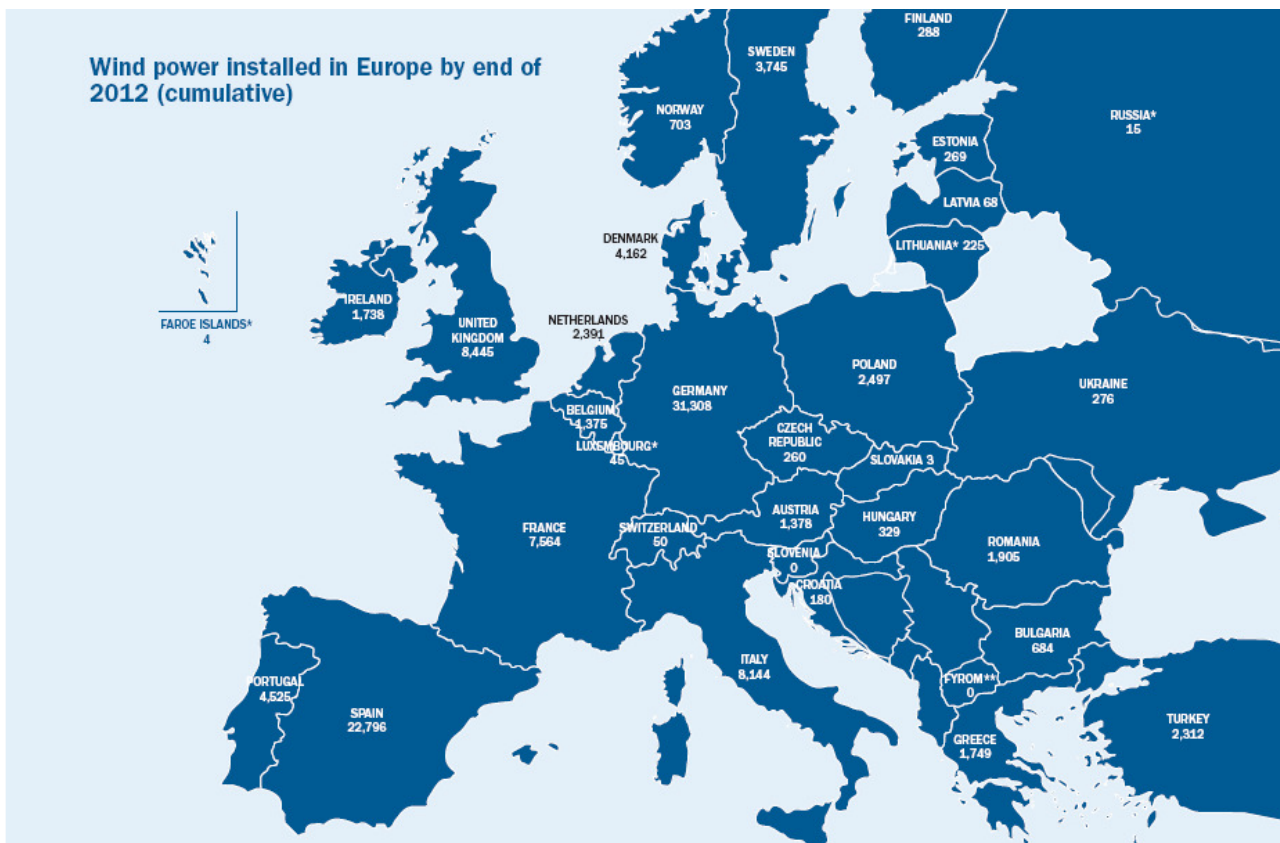 Wind power installed in Europe by end of
2012 (cumulative)
FINLAND
288
SWEDEN
3,745
NORWAY
703
RUSSIA*
15
ESTONIA
269
LATVIA 68
LITHUANIA* 225
DENMARK
4,162
FAROE ISLANDS*
4
IRELAND
1,738
UNITED
KINGDOM
8,445
NETHERLANDS
2,391
GERMANY
31,308
POLAND
2,497
UKRAINE
276
BELGIUM
1,375
LUXEMBOURG*
45
CZECH
REPUBLIC
260
SLOVAKIA 3
FRANCE
7,564
SWITZERLAND
50
AUSTRIA
1,378
HUNGARY
329
ROMANIA
1,905
SLOVENIA
0
CROATIA
180
BULGARIA
684
PORTUGAL
4,525
SPAIN
22,796
ITALY
8,144
FYROM**
0
GREECE
1,749
TURKEY
2,312